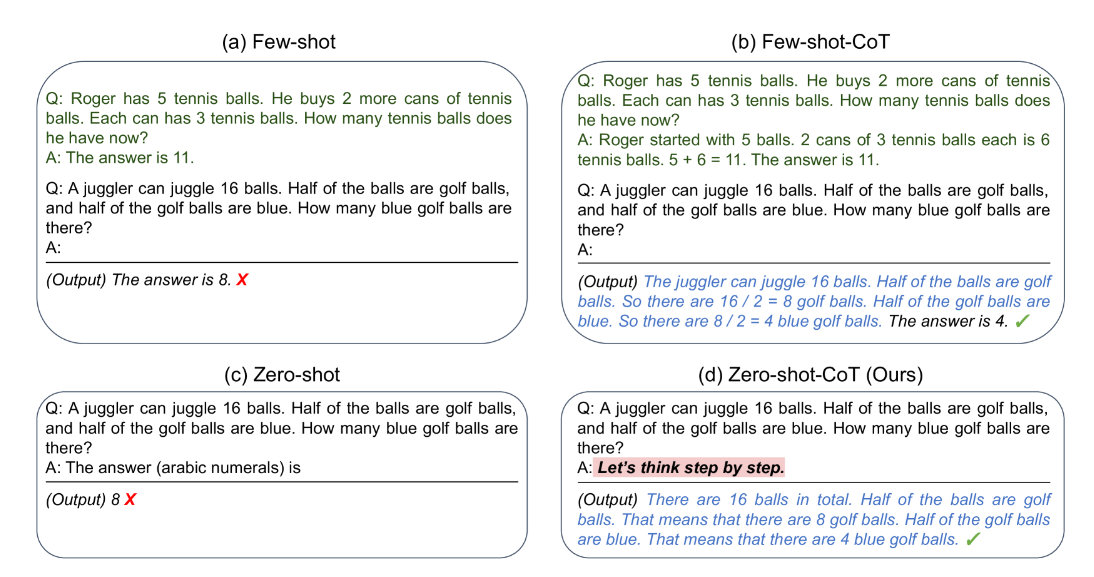 (a) Few-shot
Q: Roger has 5 tennis balls. He buys 2 more cans of tennis
balls. Each can has 3 tennis balls. How many tennis balls does
he have now?
A: The answer is 11.
Q: A juggler can juggle 16 balls. Half of the balls are golf balls,
and half of the golf balls are blue. How many blue golf balls are
there?
A:
(Output) The answer is 8. ✗
(b) Few-shot-CoT
Q: Roger has 5 tennis balls. He buys 2 more cans of tennis
balls. Each can has 3 tennis balls. How many tennis balls does
he have now?
A: Roger started with 5 balls. 2 cans of 3 tennis balls each is 6
tennis balls. 5 + 6 = 11. The answer is 11.
Q: A juggler can juggle 16 balls. Half of the balls are golf balls,
and half of the golf balls are blue. How many blue golf balls are
there?
A:
(Output) The juggler can juggle 16 balls. Half of the balls are golf
balls. So there are 16 / 2 = 8 golf balls. Half of the golf balls are
blue. So there are 8 / 2 = 4 blue golf balls. The answer is 4. ✓
(c) Zero-shot
Q: A juggler can juggle 16 balls. Half of the balls are golf balls,
and half of the golf balls are blue. How many blue golf balls are
there?
A: The answer (arabic numerals) is
(Output) 8 ✗
(d) Zero-shot-CoT (Ours)
Q: A juggler can juggle 16 balls. Half of the balls are golf balls,
and half of the golf balls are blue. How many blue golf balls are
there?
A: Let's think step by step.
(Output) There are 16 balls in total. Half of the balls are golf
balls. That means that there are 8 golf balls. Half of the golf balls
are blue. That means that there are 4 blue golf balls. ✓